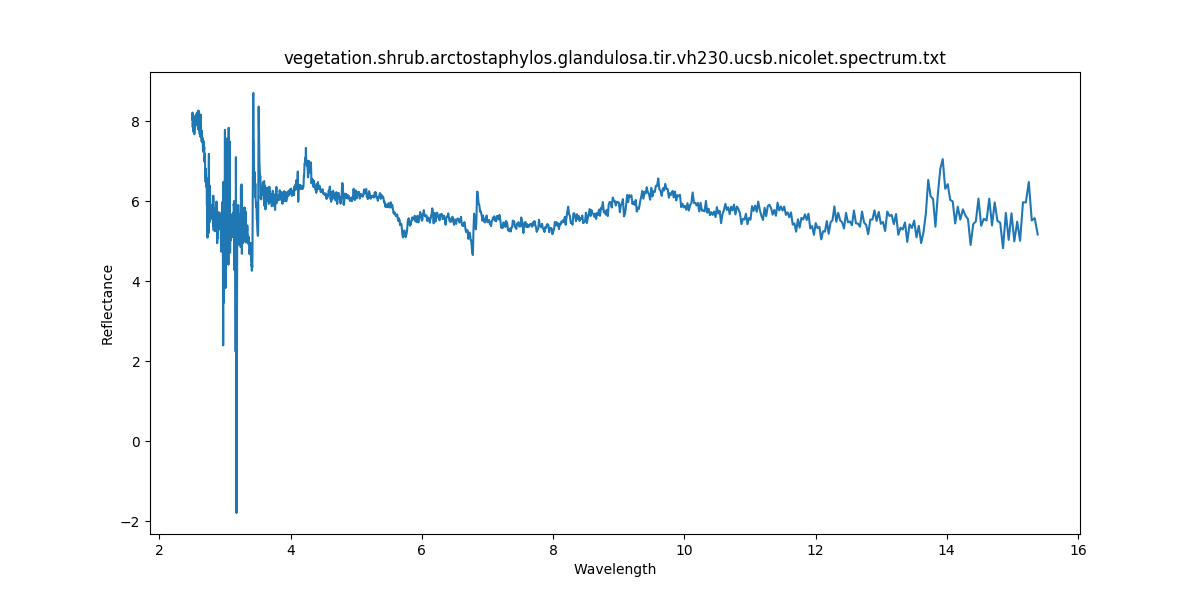 vegetation.shrub.arctostaphylos.glandulosa.tir.vh230.ucsb.nicolet.spectrum.txt
8
6
4
2
0
−2
Reflectance
2 4 6 8 10 12 14 16
Wavelength